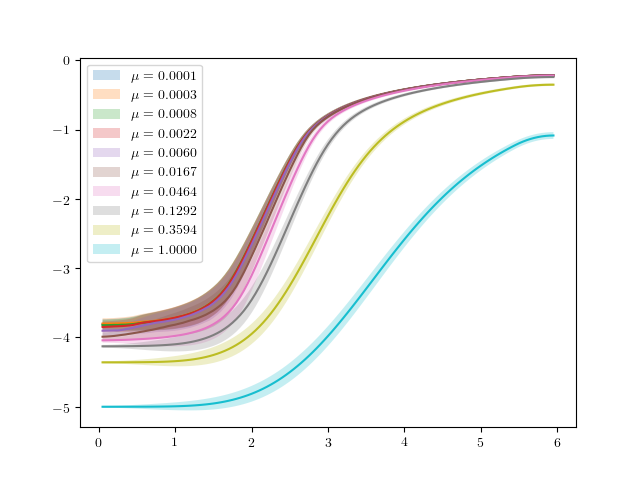 0
−1
−2
−3
−4
−5
0
1
2
3
4
5
6
μ = 0.0001
μ = 0.0003
μ = 0.0008
μ = 0.0022
μ = 0.0060
μ = 0.0167
μ = 0.0464
μ = 0.1292
μ = 0.3594
μ = 1.0000